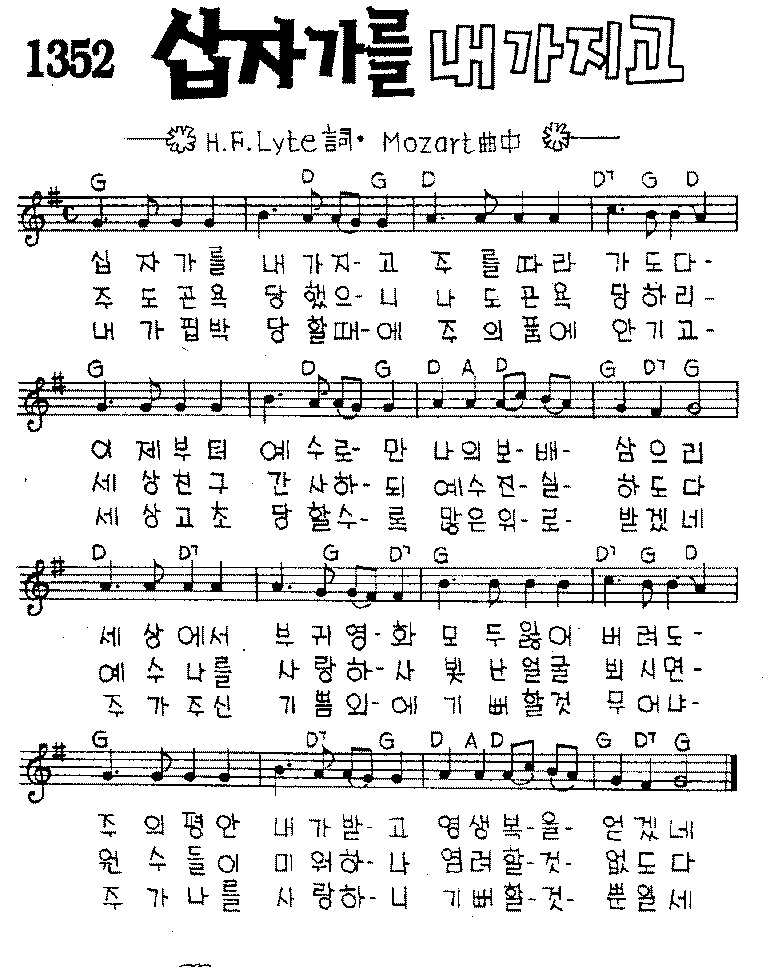 1352 십자가를 내가지고
H.F.Lyte 詞· Mozart 曲中
G D G D D7 G D
십 자 가 를 내 가 지- 고 주 를 따 라 가 도 다-
주 도 곤 욕 당 했 으- 니 나 도 곤 욕 당 하 리-
내 가 핍 박 당 할 때- 에 주 의 품 에 안 기 고-
G D G D A D G D7 G
이 제 부 터 예 수 로- 만 나 의 보- 배- 삼 으 리
세 상 친 구 간 사 하- 되 예 수 진- 실- 하 도 다
세 상 고 초 당 할 수- 록 많 은 위- 로- 받 겠 네
D D7 G D7 G D7 G D
세 상 에 서 부 귀 영- 화 모 두 잃 어 버 려 도-
예 수 나 를 사 랑 하- 사 빛 난 얼 굴 뵈 시 면-
주 가 주 신 기 쁨 외- 에 기 뻐 할 것 무 어 냐-
G D7 G D A D G D7 G
주 의 평 안 내 가 받- 고 영 생 복- 을- 얻 겠 네
원 수 들 이 미 워 하- 나 염 려 할- 것- 없 도 다
주 가 나 를 사 랑 하- 니 기 뻐 할- 것- 뿐 일 세